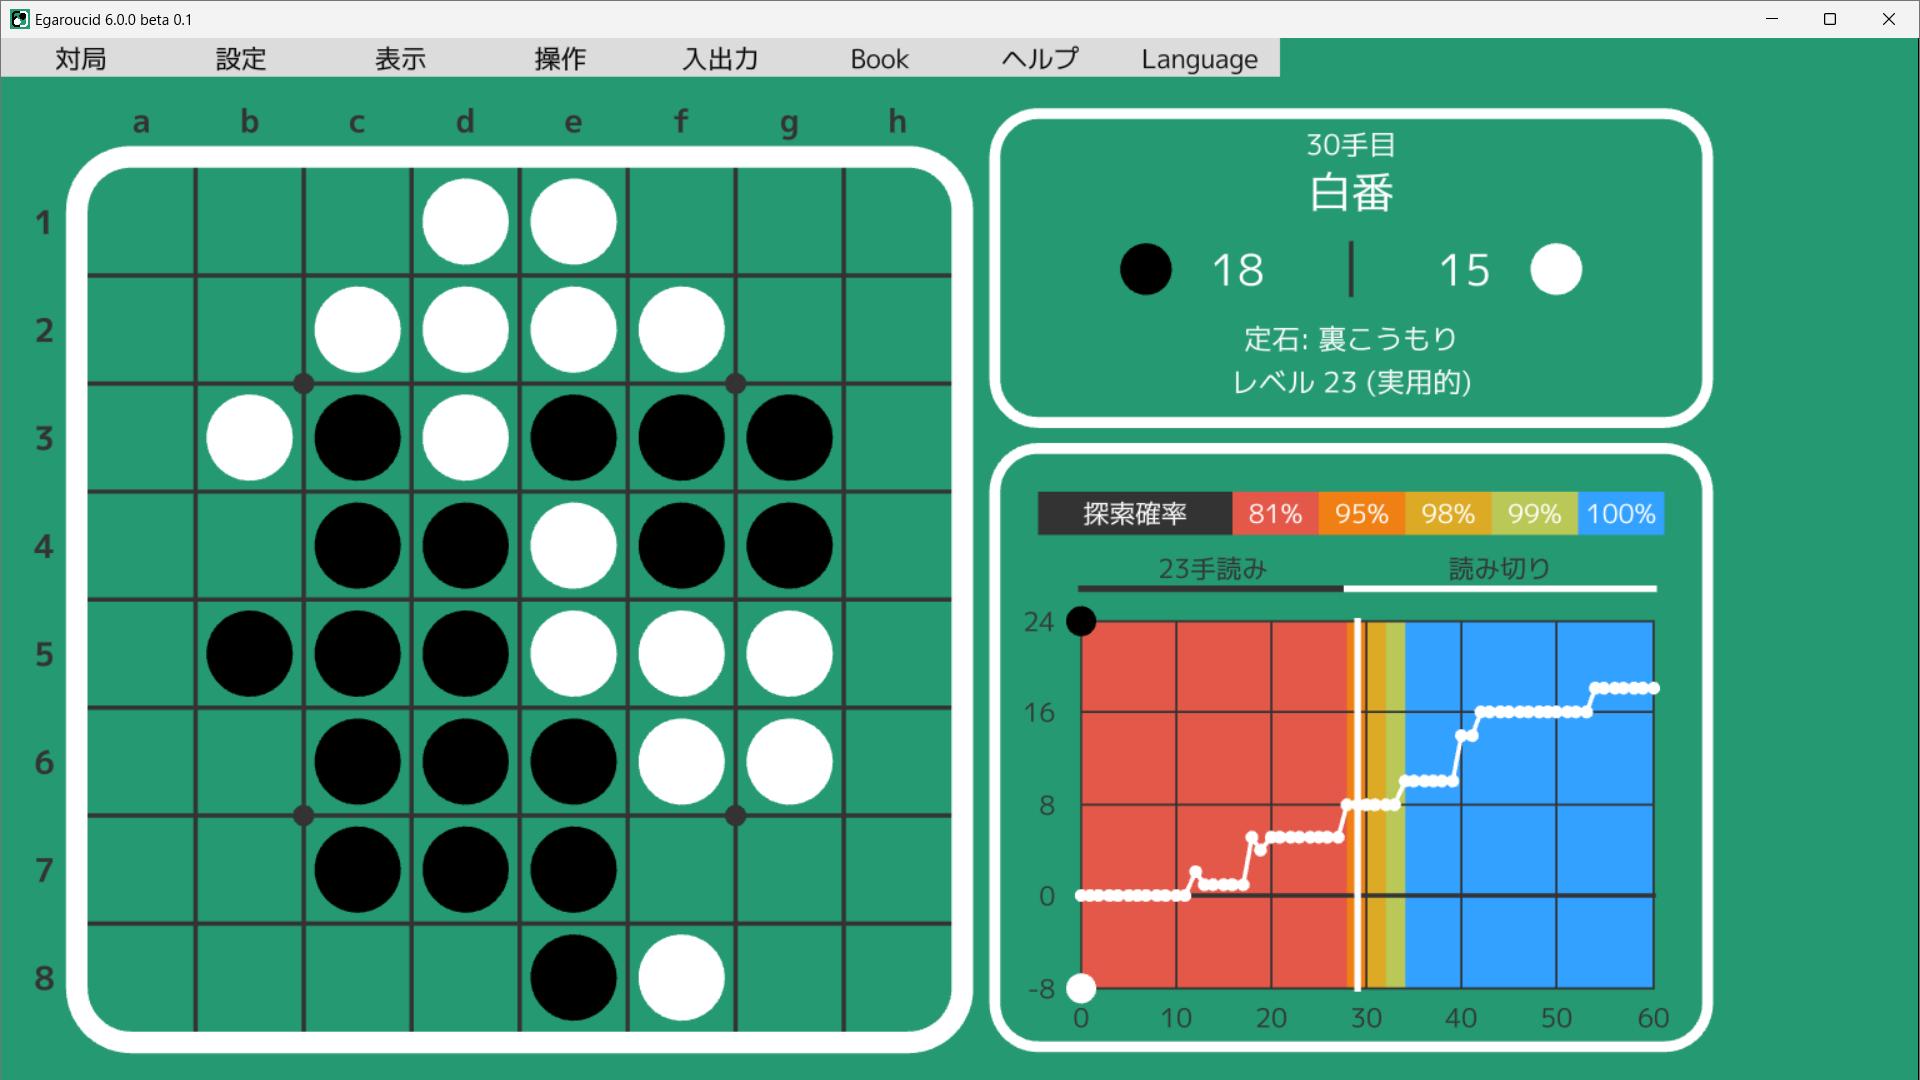 Egaroucid 6.0.0 beta 0.1
対局 設定 表示 操作 入出力 Book ヘルプ Language
a b c d e f g h
1
2
3
4
5
6
7
8
30手目
白番
18 15
定石: 裏こうもり
レベル 23 (実用的)
探索確率 81% 95% 98% 99% 100%
23手読み 読み切り
24
16
8
0
-8
0 10 20 30 40 50 60